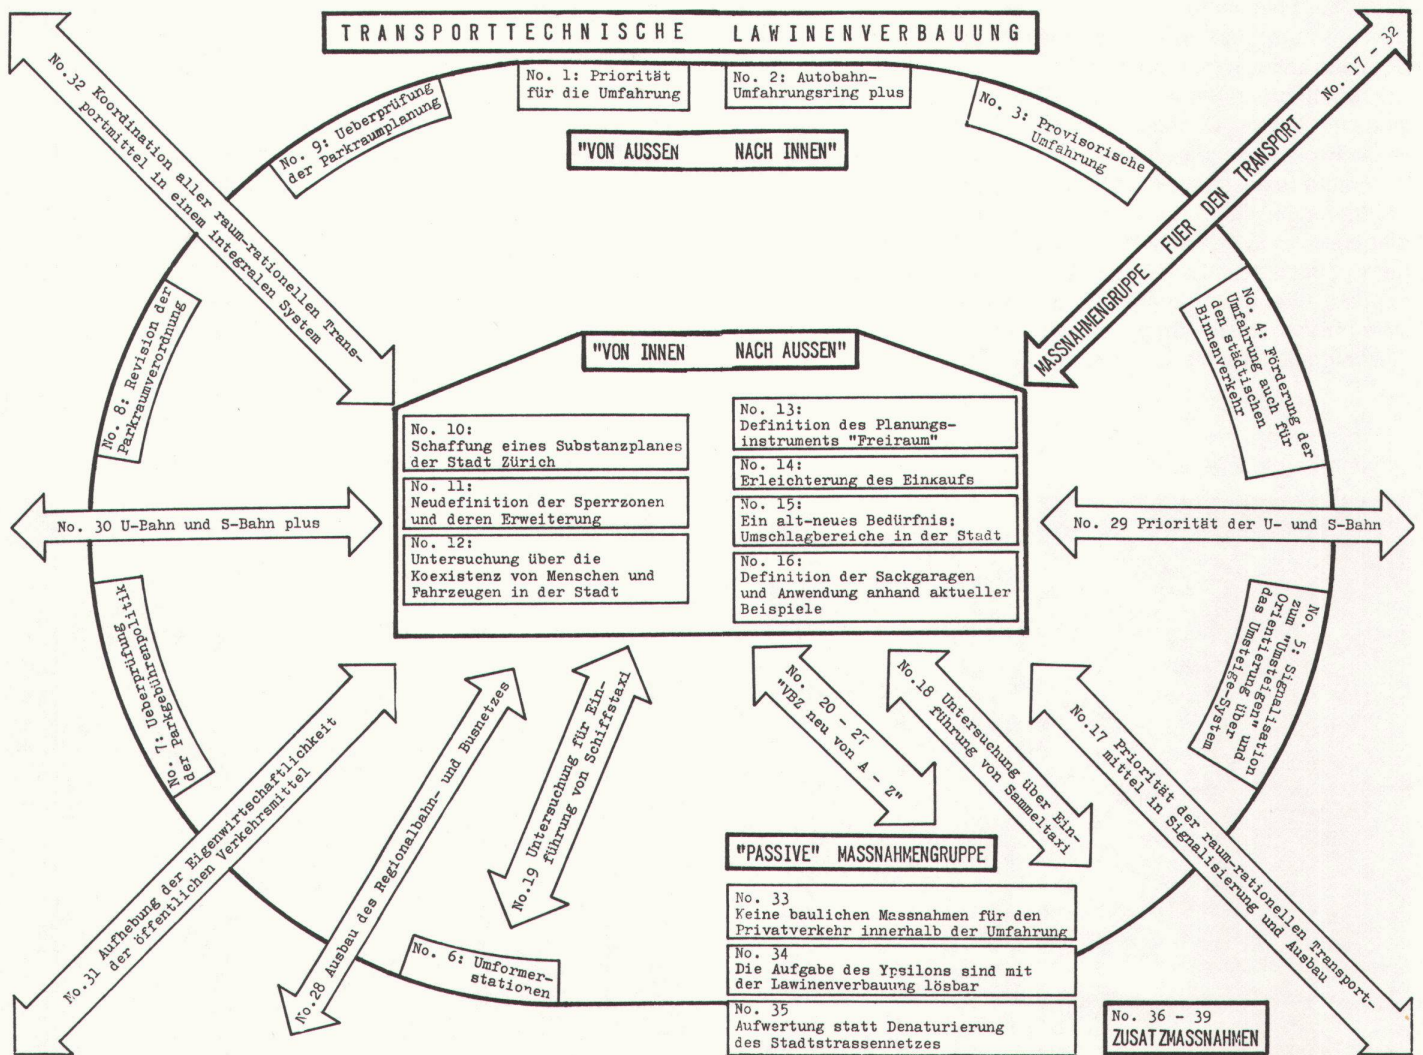 TRANSPORTTECHNISCHE LAWINENVERBAUUNG
No. 1: Priorität
für die Umfahrung
No. 2: Autobahn-
Umfahrungsring plus
"VON AUSSEN NACH INNEN"
No. 3: Provisorische
Umfahrung
No. 9: Ueberprüfung
der Parkraumplanung
No.32 Koordination aller raum-rationellen Trans-
portmittel in einem integralen System
MASSNAHMENGRUPPE FUER DEN TRANSPORT No. 17 - 32
No. 4: Förderung der
Umfahrung auch für
den städtischen
Binnenverkehr
No. 8: Revision der
Parkraumverordnung
"VON INNEN NACH AUSSEN"
No. 10:
Schaffung eines Substanzplanes
der Stadt Zürich
No. 11:
Neudefinition der Sperrzonen
und deren Erweiterung
No. 12:
Untersuchung über die
Koexistenz von Menschen und
Fahrzeugen in der Stadt
No. 13:
Definition des Planungs-
instruments "Freiraum"
No. 14:
Erleichterung des Einkaufs
No. 15:
Ein alt-neues Bedürfnis:
Umschlagbereiche in der Stadt
No. 16:
Definition der Sackgaragen
und Anwendung anhand aktueller
Beispiele
No. 30 U-Bahn und S-Bahn plus
No. 29 Priorität der U- und S-Bahn
No. 7: Ueberprüfung
der Parkgebührenpolitik
No. 5: Signalisation
zum "Umsteigen" und
Orientierung über
das Umsteige-System
No.31 Aufhebung der Eigenwirtschaftlichkeit
der öffentlichen Verkehrsmittel
No.28 Ausbau des Regionalbahn- und Busnetzes
No.19 Untersuchung für Ein-
führung von Schiffstaxi
No. 20 - 27
"VBZ neu von A - Z"
No.18 Untersuchung über Ein-
führung von Sammeltaxi
No.17 Priorität der raum-rationellen Transport-
mittel in Signalisierung und Ausbau
No. 6: Umformer-
stationen
"PASSIVE" MASSNAHMENGRUPPE
No. 33
Keine baulichen Massnahmen für den
Privatverkehr innerhalb der Umfahrung
No. 34
Die Aufgabe des Ypsilons sind mit
der Lawinenverbauung lösbar
No. 35
Aufwertung statt Denaturierung
des Stadtstrassennetzes
No. 36 - 39
ZUSATZMASSNAHMEN